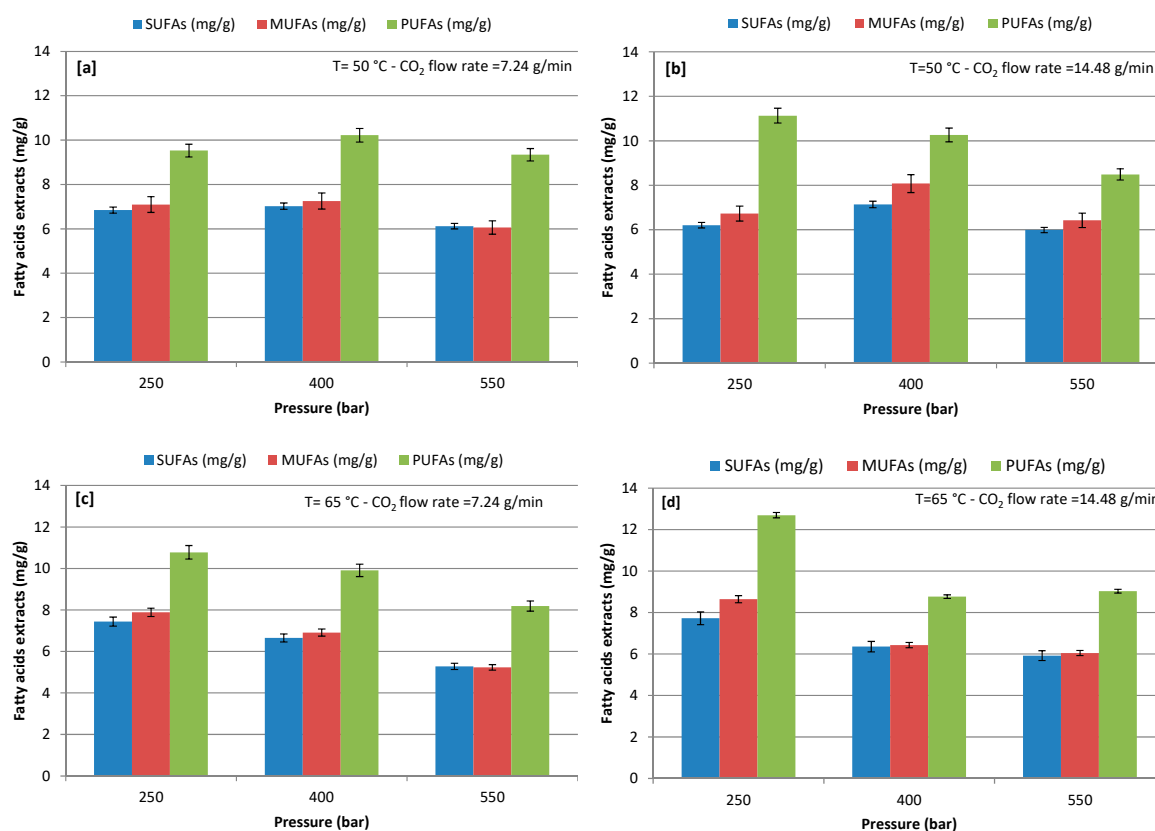 SUFAs (mg/g) MUFAs (mg/g) PUFAs (mg/g)
[a]
T= 50 °C - CO₂ flow rate =7.24 g/min
Fatty acids extracts (mg/g)
14
12
10
8
6
4
2
0
250 400 550
Pressure (bar)
SUFAs (mg/g) MUFAs (mg/g) PUFAs (mg/g)
[b]
T=50 °C - CO₂ flow rate =14.48 g/min
Fatty acids extracts (mg/g)
14
12
10
8
6
4
2
0
250 400 550
Pressure (bar)
SUFAs (mg/g) MUFAs (mg/g) PUFAs (mg/g)
[c]
T= 65 °C - CO₂ flow rate =7.24 g/min
Fatty acids extracts (mg/g)
14
12
10
8
6
4
2
0
250 400 550
Pressure (bar)
SUFAs (mg/g) MUFAs (mg/g) PUFAs (mg/g)
[d]
T=65 °C - CO₂ flow rate =14.48 g/min
Fatty acids extracts (mg/g)
14
12
10
8
6
4
2
0
250 400 550
Pressure (bar)